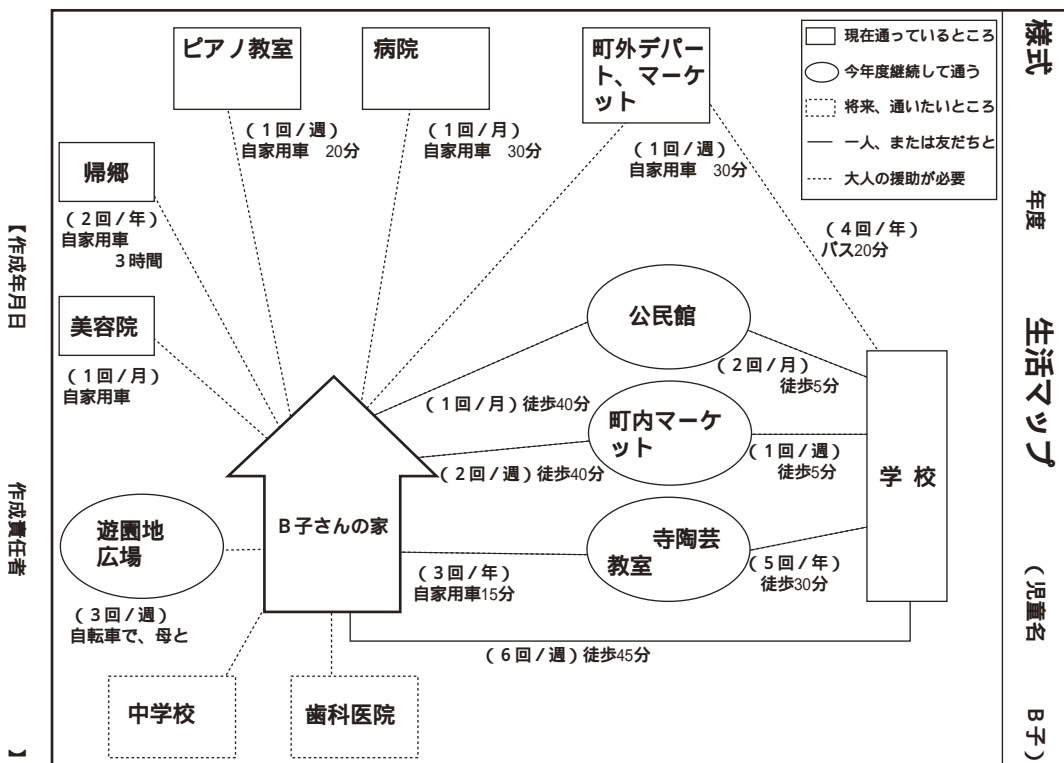 様式
年度
生活マップ
(児童名
B子)
現在通っているところ
今年度継続して通う
将来、通いたいところ
一人、または友だちと
大人の援助が必要
ピアノ教室
(1回/週)
自家用車 20分
病院
(1回/月)
自家用車 30分
町外デパー
ト、マーケ
ット
(1回/週)
自家用車 30分
(4回/年)
バス20分
帰郷
(2回/年)
自家用車
3時間
美容院
(1回/月)
自家用車
公民館
(1回/月)徒歩40分
(2回/月)
徒歩5分
町内マーケ
ット
(2回/週)徒歩40分
(1回/週)
徒歩5分
学校
B子さんの家
寺陶芸
教室
(3回/年)
自家用車15分
(5回/年)
徒歩30分
遊園地
広場
(3回/週)
自転車で、母と
(6回/週)徒歩45分
中学校
歯科医院
【作成年月日
作成責任者
】